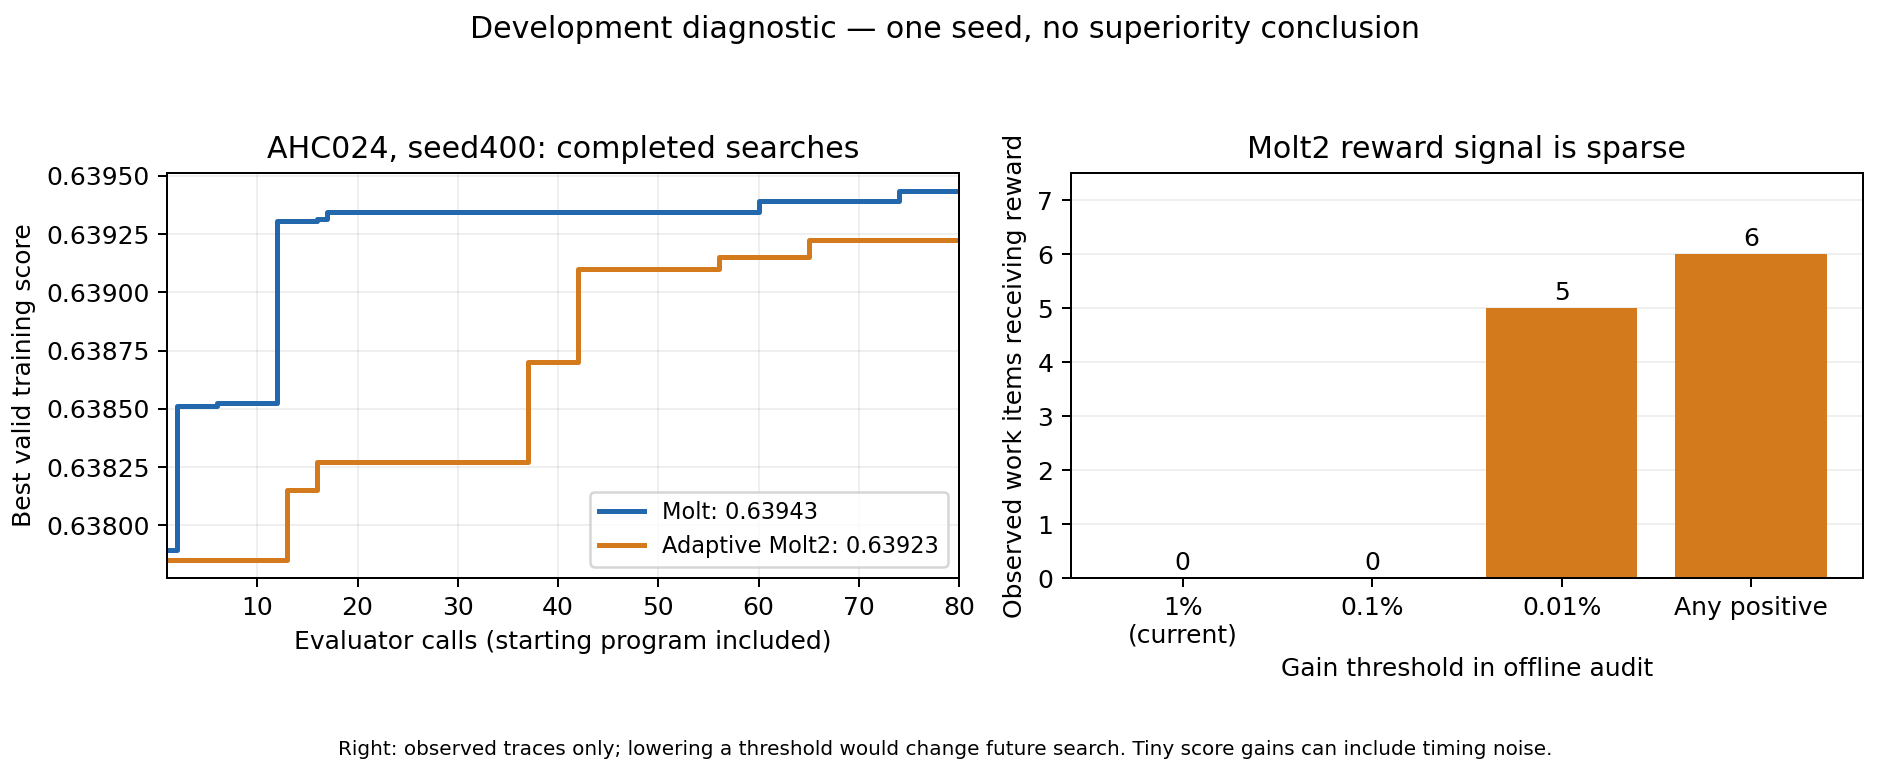 Development diagnostic — one seed, no superiority conclusion
AHC024, seed400: completed searches
Best valid training score
0.63950
0.63925
0.63900
0.63875
0.63850
0.63825
0.63800
Molt: 0.63943
Adaptive Molt2: 0.63923
10 20 30 40 50 60 70 80
Evaluator calls (starting program included)
Molt2 reward signal is sparse
Observed work items receiving reward
7
6
5
4
3
2
1
0
0 0 5 6
1% 0.1% 0.01% Any positive
(current)
Gain threshold in offline audit
Right: observed traces only; lowering a threshold would change future search. Tiny score gains can include timing noise.